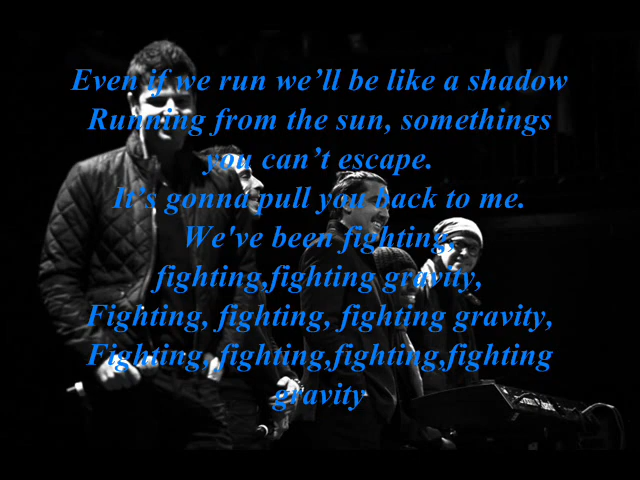 Even if we run we’ll be like a shadow
Running from the sun, somethings
you can’t escape.
It’s gonna pull you back to me.
We've been fighting,
fighting,fighting gravity,
Fighting, fighting, fighting gravity,
Fighting, fighting,fighting,fighting
gravity